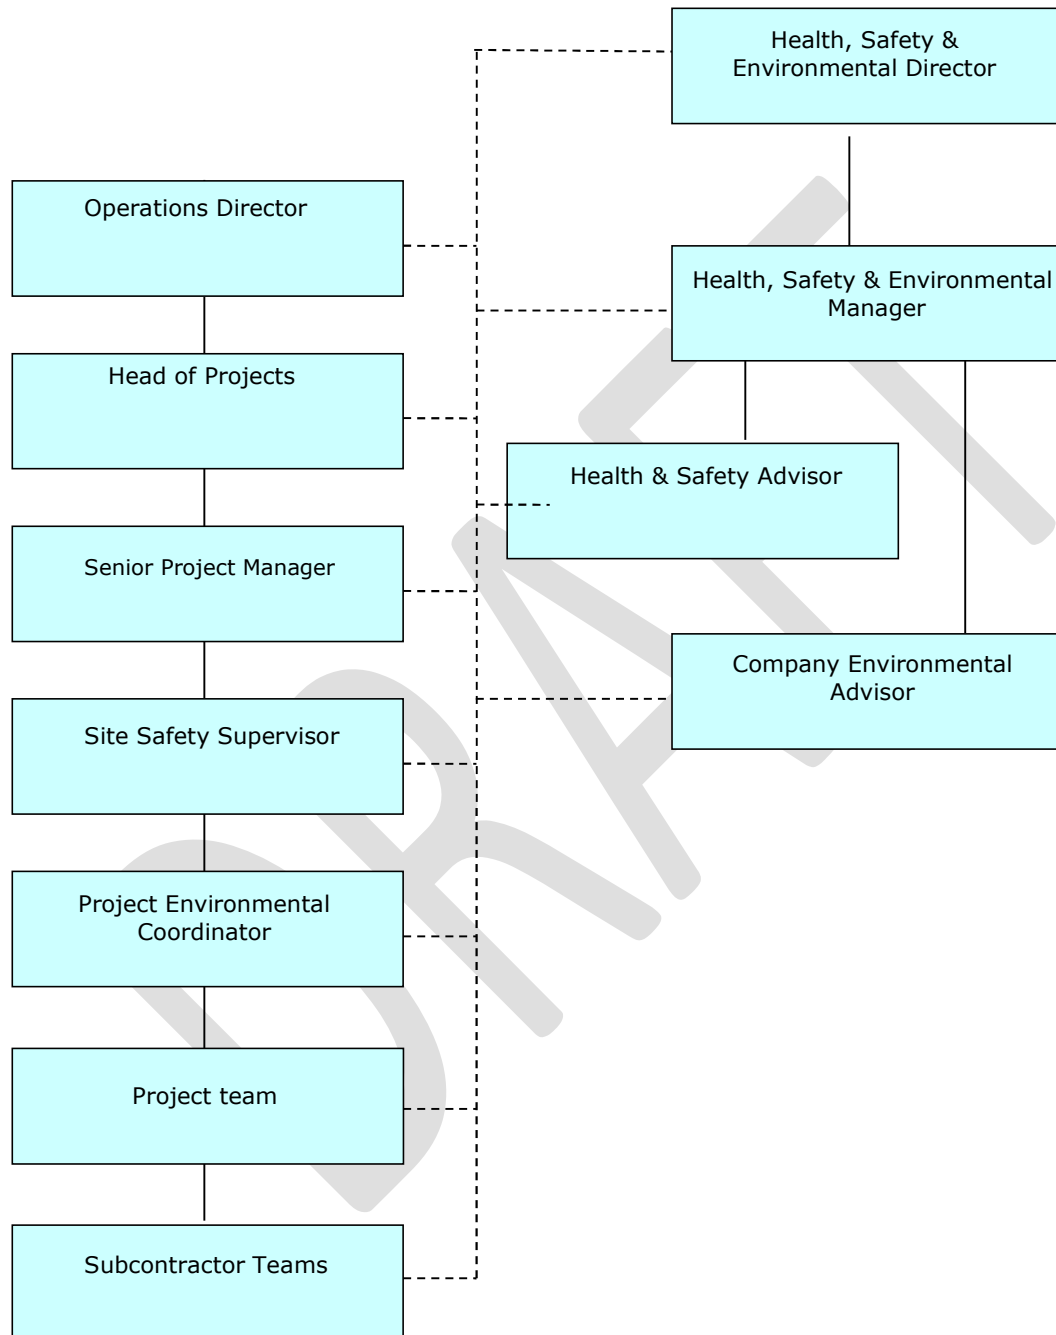 Health, Safety &
Environmental Director
Operations Director
Health, Safety & Environmental
Manager
Head of Projects
Health & Safety Advisor
Senior Project Manager
Company Environmental
Advisor
Site Safety Supervisor
Project Environmental
Coordinator
Project team
Subcontractor Teams
DRAFT